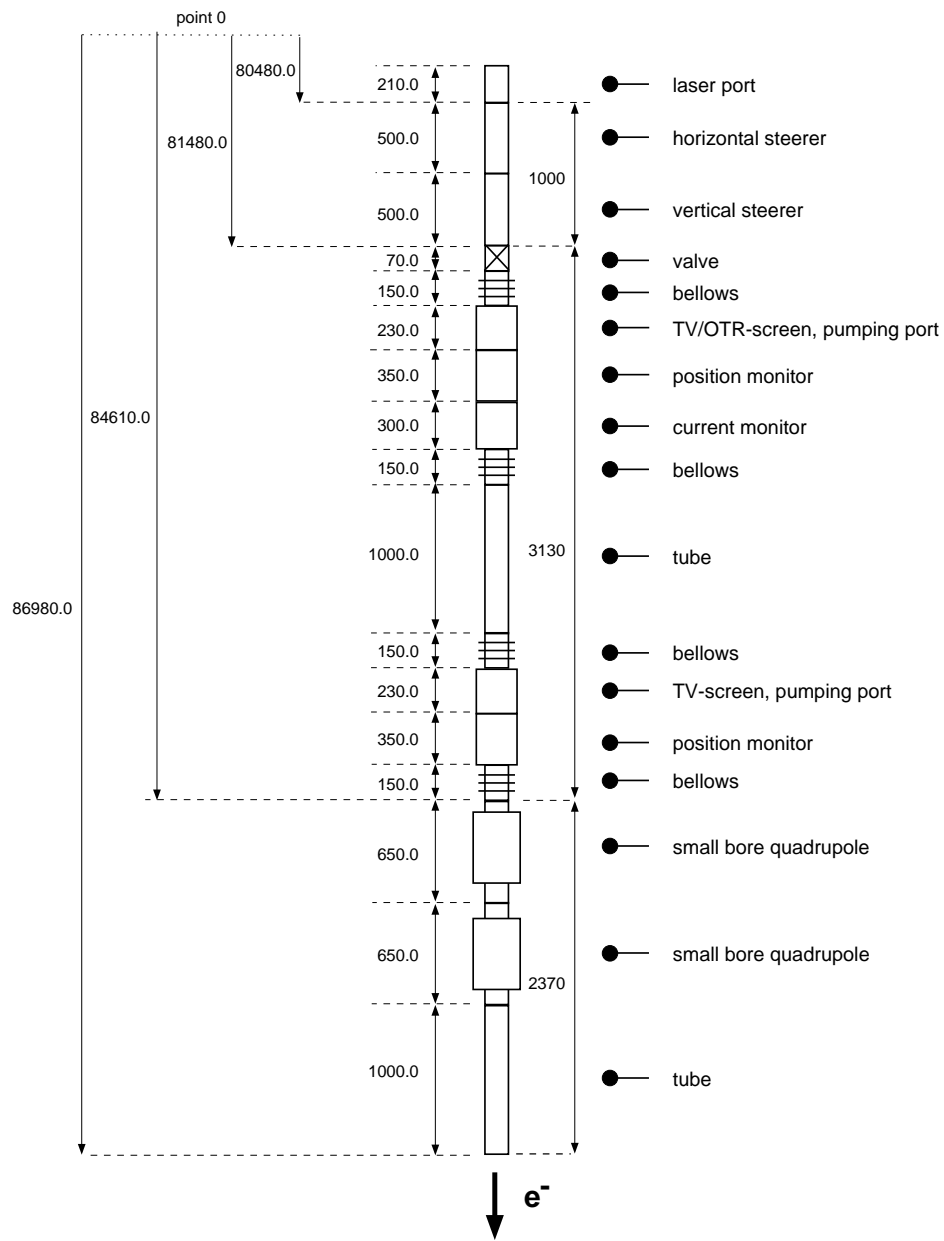 point 0
80480.0
210.0
laser port
81480.0
500.0
horizontal steerer
1000
500.0
vertical steerer
70.0
valve
150.0
bellows
230.0
TV/OTR-screen, pumping port
350.0
position monitor
84610.0
300.0
current monitor
150.0
bellows
1000.0
3130
tube
86980.0
150.0
bellows
230.0
TV-screen, pumping port
350.0
position monitor
150.0
bellows
650.0
small bore quadrupole
650.0
small bore quadrupole
2370
1000.0
tube
e-